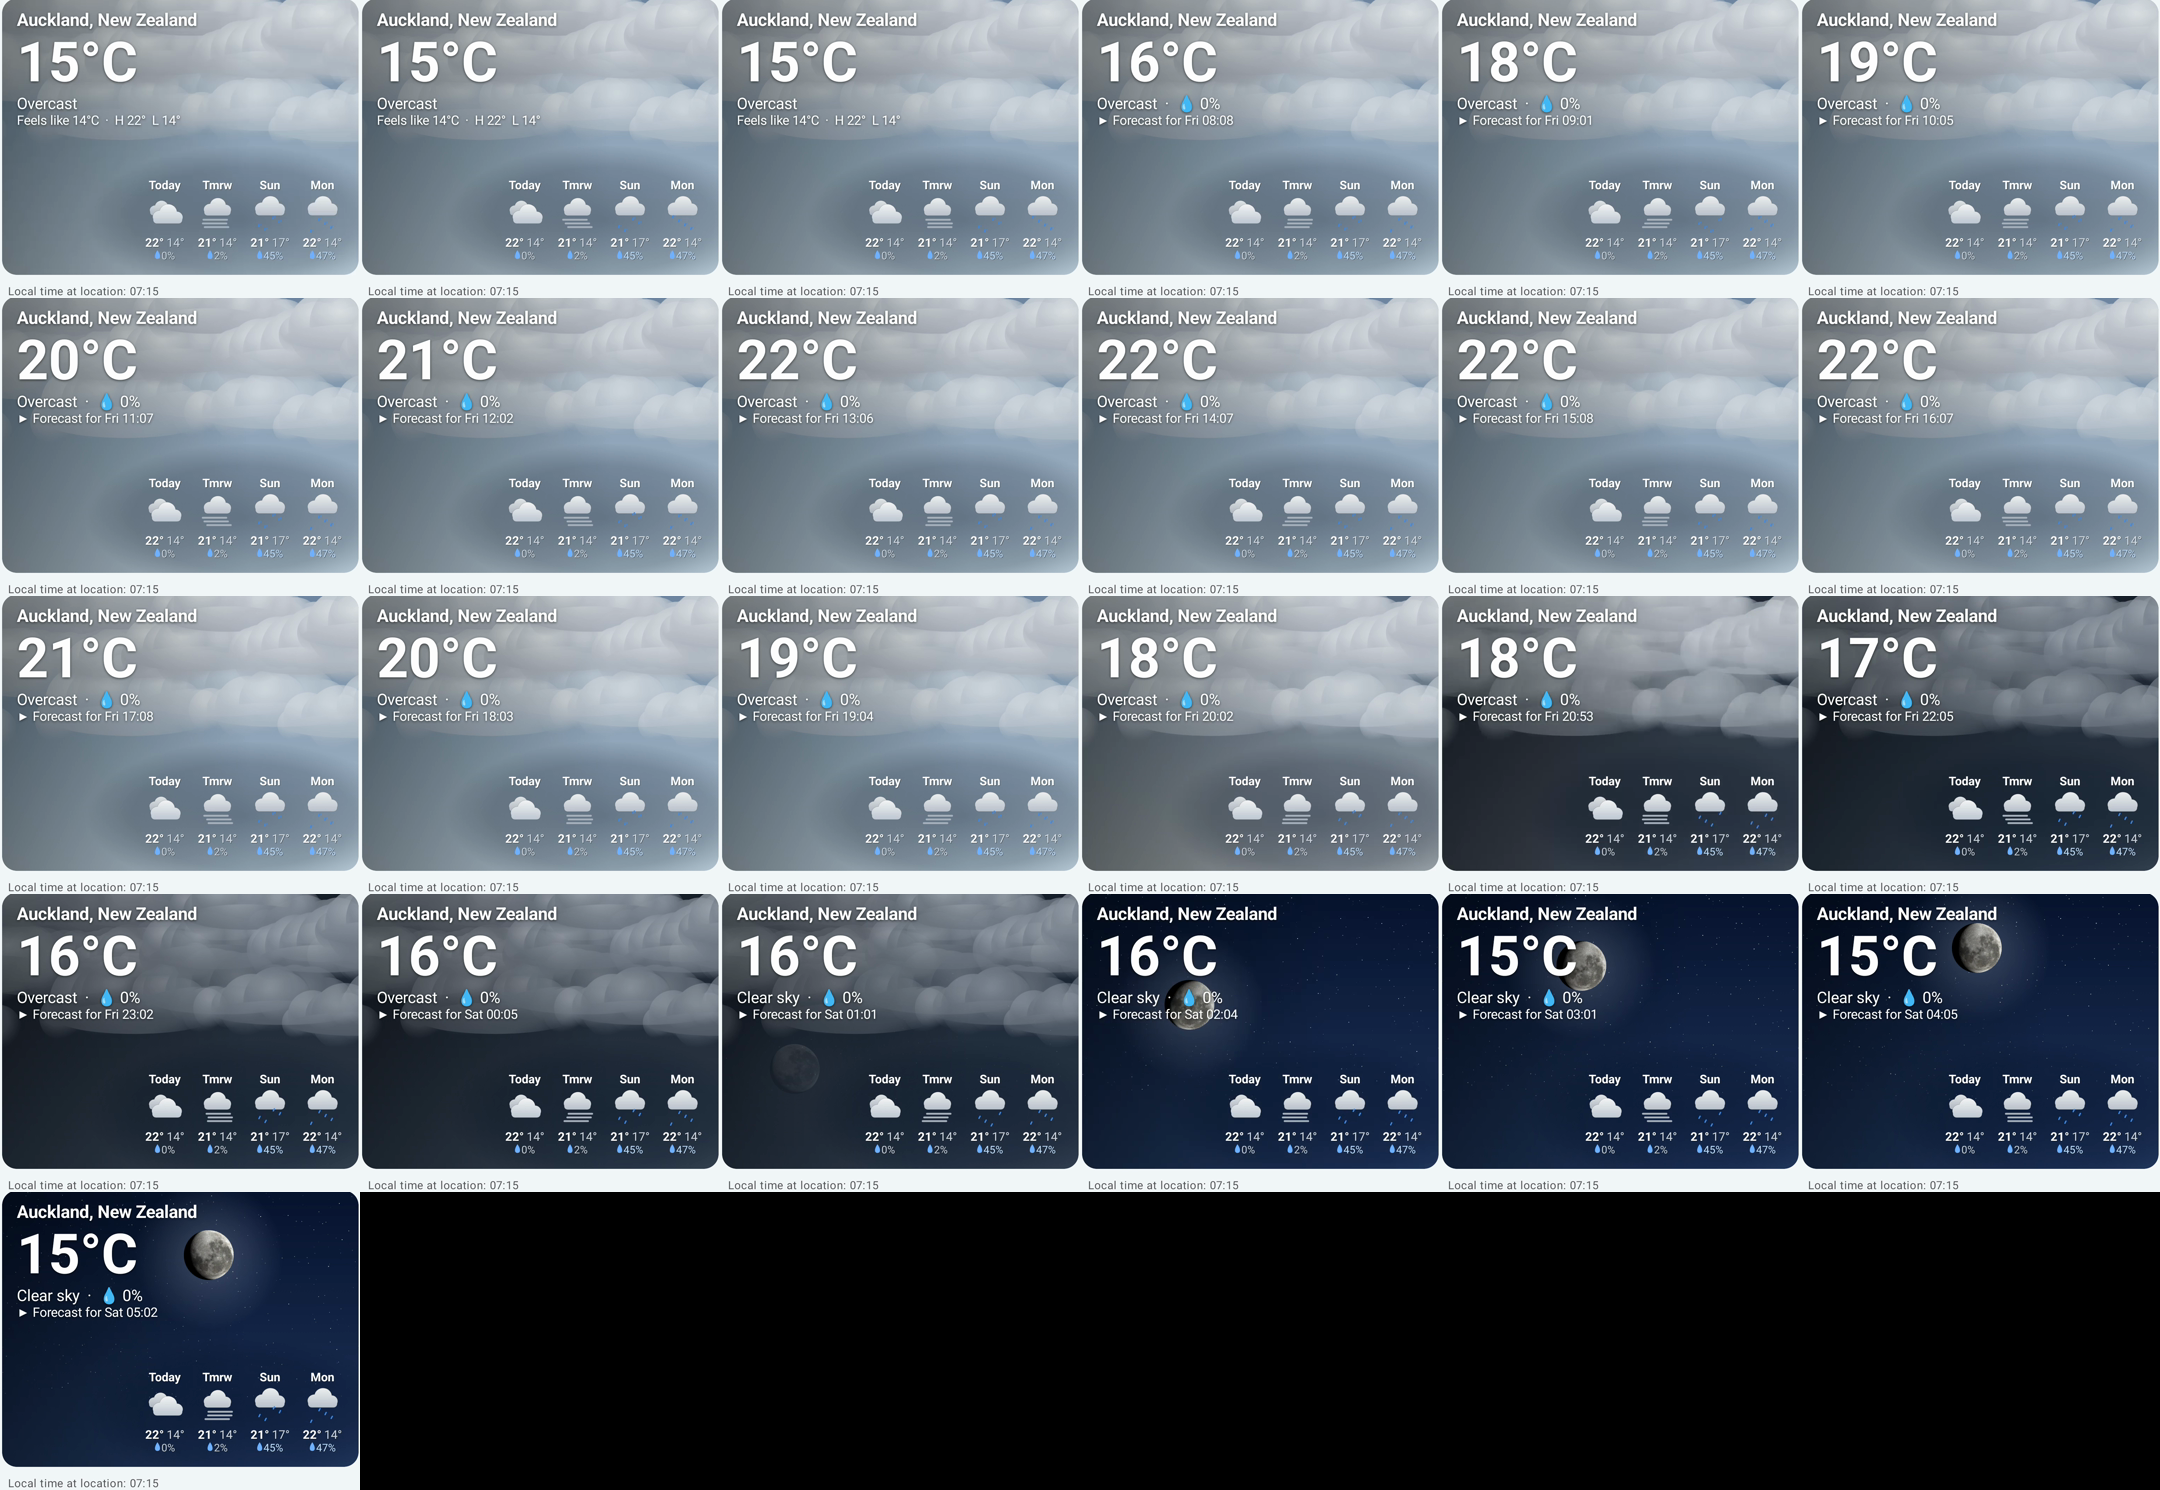 Auckland, New Zealand
15°C
Overcast
Feels like 14°C · H 22° L 14°
Today Tmrw Sun Mon
22° 14° 21° 14° 21° 17° 22° 14°
0% 2% 45% 47%
Local time at location: 07:15
Auckland, New Zealand
15°C
Overcast
Feels like 14°C · H 22° L 14°
Today Tmrw Sun Mon
22° 14° 21° 14° 21° 17° 22° 14°
0% 2% 45% 47%
Local time at location: 07:15
Auckland, New Zealand
15°C
Overcast
Feels like 14°C · H 22° L 14°
Today Tmrw Sun Mon
22° 14° 21° 14° 21° 17° 22° 14°
0% 2% 45% 47%
Local time at location: 07:15
Auckland, New Zealand
16°C
Overcast · 💧 0%
► Forecast for Fri 08:08
Today Tmrw Sun Mon
22° 14° 21° 14° 21° 17° 22° 14°
0% 2% 45% 47%
Local time at location: 07:15
Auckland, New Zealand
18°C
Overcast · 💧 0%
► Forecast for Fri 09:01
Today Tmrw Sun Mon
22° 14° 21° 14° 21° 17° 22° 14°
0% 2% 45% 47%
Local time at location: 07:15
Auckland, New Zealand
19°C
Overcast · 💧 0%
► Forecast for Fri 10:05
Today Tmrw Sun Mon
22° 14° 21° 14° 21° 17° 22° 14°
0% 2% 45% 47%
Local time at location: 07:15
Auckland, New Zealand
20°C
Overcast · 💧 0%
► Forecast for Fri 11:07
Today Tmrw Sun Mon
22° 14° 21° 14° 21° 17° 22° 14°
0% 2% 45% 47%
Local time at location: 07:15
Auckland, New Zealand
21°C
Overcast · 💧 0%
► Forecast for Fri 12:02
Today Tmrw Sun Mon
22° 14° 21° 14° 21° 17° 22° 14°
0% 2% 45% 47%
Local time at location: 07:15
Auckland, New Zealand
22°C
Overcast · 💧 0%
► Forecast for Fri 13:06
Today Tmrw Sun Mon
22° 14° 21° 14° 21° 17° 22° 14°
0% 2% 45% 47%
Local time at location: 07:15
Auckland, New Zealand
22°C
Overcast · 💧 0%
► Forecast for Fri 14:07
Today Tmrw Sun Mon
22° 14° 21° 14° 21° 17° 22° 14°
0% 2% 45% 47%
Local time at location: 07:15
Auckland, New Zealand
22°C
Overcast · 💧 0%
► Forecast for Fri 15:08
Today Tmrw Sun Mon
22° 14° 21° 14° 21° 17° 22° 14°
0% 2% 45% 47%
Local time at location: 07:15
Auckland, New Zealand
22°C
Overcast · 💧 0%
► Forecast for Fri 16:07
Today Tmrw Sun Mon
22° 14° 21° 14° 21° 17° 22° 14°
0% 2% 45% 47%
Local time at location: 07:15
Auckland, New Zealand
21°C
Overcast · 💧 0%
► Forecast for Fri 17:08
Today Tmrw Sun Mon
22° 14° 21° 14° 21° 17° 22° 14°
0% 2% 45% 47%
Local time at location: 07:15
Auckland, New Zealand
20°C
Overcast · 💧 0%
► Forecast for Fri 18:03
Today Tmrw Sun Mon
22° 14° 21° 14° 21° 17° 22° 14°
0% 2% 45% 47%
Local time at location: 07:15
Auckland, New Zealand
19°C
Overcast · 💧 0%
► Forecast for Fri 19:04
Today Tmrw Sun Mon
22° 14° 21° 14° 21° 17° 22° 14°
0% 2% 45% 47%
Local time at location: 07:15
Auckland, New Zealand
18°C
Overcast · 💧 0%
► Forecast for Fri 20:02
Today Tmrw Sun Mon
22° 14° 21° 14° 21° 17° 22° 14°
0% 2% 45% 47%
Local time at location: 07:15
Auckland, New Zealand
18°C
Overcast · 💧 0%
► Forecast for Fri 20:53
Today Tmrw Sun Mon
22° 14° 21° 14° 21° 17° 22° 14°
0% 2% 45% 47%
Local time at location: 07:15
Auckland, New Zealand
17°C
Overcast · 💧 0%
► Forecast for Fri 22:05
Today Tmrw Sun Mon
22° 14° 21° 14° 21° 17° 22° 14°
0% 2% 45% 47%
Local time at location: 07:15
Auckland, New Zealand
16°C
Overcast · 💧 0%
► Forecast for Fri 23:02
Today Tmrw Sun Mon
22° 14° 21° 14° 21° 17° 22° 14°
0% 2% 45% 47%
Local time at location: 07:15
Auckland, New Zealand
16°C
Overcast · 💧 0%
► Forecast for Sat 00:05
Today Tmrw Sun Mon
22° 14° 21° 14° 21° 17° 22° 14°
0% 2% 45% 47%
Local time at location: 07:15
Auckland, New Zealand
16°C
Clear sky · 💧 0%
► Forecast for Sat 01:01
Today Tmrw Sun Mon
22° 14° 21° 14° 21° 17° 22° 14°
0% 2% 45% 47%
Local time at location: 07:15
Auckland, New Zealand
16°C
Clear sky · 💧 0%
► Forecast for Sat 02:04
Today Tmrw Sun Mon
22° 14° 21° 14° 21° 17° 22° 14°
0% 2% 45% 47%
Local time at location: 07:15
Auckland, New Zealand
15°C
Clear sky · 💧 0%
► Forecast for Sat 03:01
Today Tmrw Sun Mon
22° 14° 21° 14° 21° 17° 22° 14°
0% 2% 45% 47%
Local time at location: 07:15
Auckland, New Zealand
15°C
Clear sky · 💧 0%
► Forecast for Sat 04:05
Today Tmrw Sun Mon
22° 14° 21° 14° 21° 17° 22° 14°
0% 2% 45% 47%
Local time at location: 07:15
Auckland, New Zealand
15°C
Clear sky · 💧 0%
► Forecast for Sat 05:02
Today Tmrw Sun Mon
22° 14° 21° 14° 21° 17° 22° 14°
0% 2% 45% 47%
Local time at location: 07:15